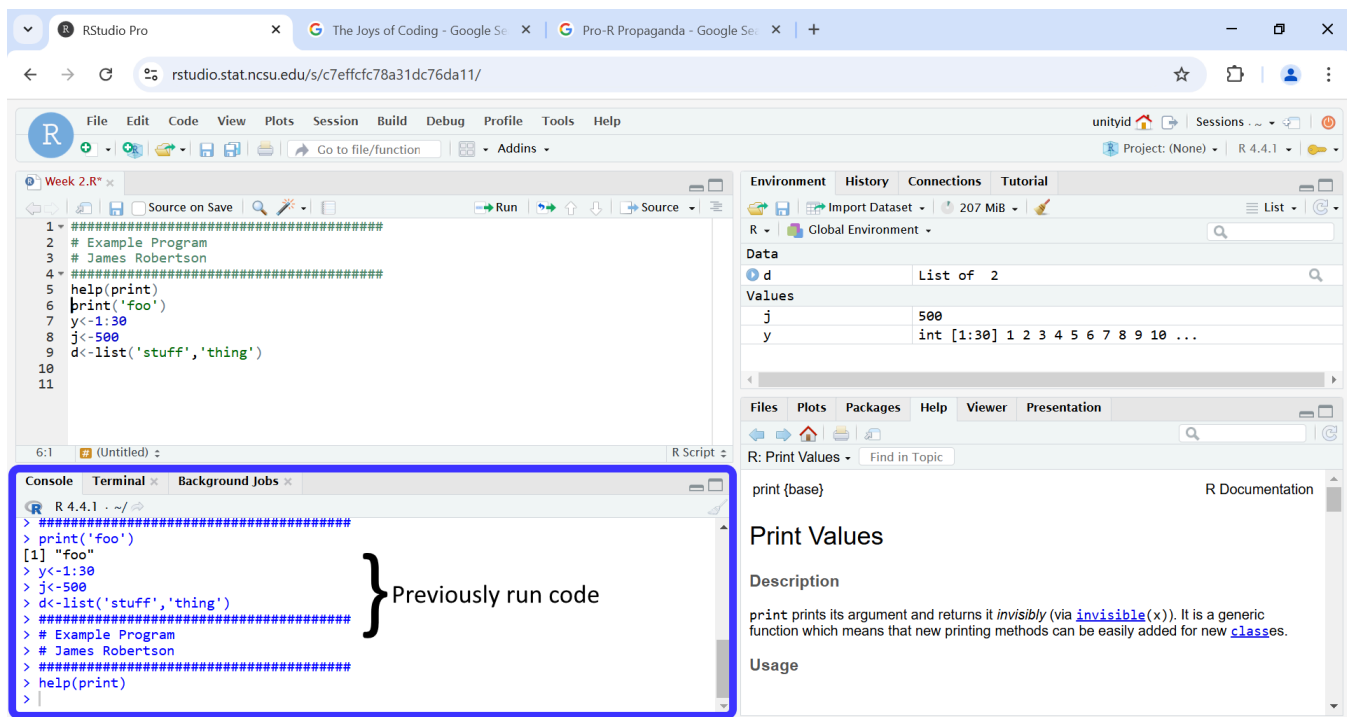 RStudio Pro
The Joys of Coding - Google Se
Pro-R Propaganda - Google Sea
rstudio.stat.ncsu.edu/s/c7effcfc78a31dc76da11/
R
File Edit Code View Plots Session Build Debug Profile Tools Help
unityid
Sessions
Go to file/function
Addins
Project: (None)
R 4.4.1
Week 2.R*
Source on Save
Run
Source
1 #######################################
2 # Example Program
3 # James Robertson
4 #######################################
5 help(print)
6 print('foo')
7 y<-1:30
8 j<-500
9 d<-list('stuff','thing')
10
11
6:1 # (Untitled) R Script
Environment History Connections Tutorial
Import Dataset 207 MiB List
R Global Environment
Data
d List of 2
Values
j 500
y int [1:30] 1 2 3 4 5 6 7 8 9 10 ...
Console Terminal Background Jobs
R 4.4.1 · ~/
> #######################################
> print('foo')
[1] "foo"
> y<-1:30
> j<-500
> d<-list('stuff','thing')
> #######################################
> # Example Program
> # James Robertson
> #######################################
> help(print)
>
} Previously run code
Files Plots Packages Help Viewer Presentation
R: Print Values Find in Topic
print {base} R Documentation
Print Values
Description
print prints its argument and returns it invisibly (via invisible(x)). It is a generic
function which means that new printing methods can be easily added for new classes.
Usage